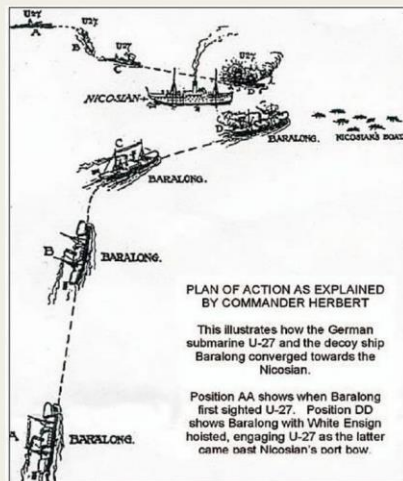 U27
A
U27
B
U27
C
U27
D
NICOSIAN
D
BARALONG.
NICOSIAN'S BOATS
C
BARALONG.
B
BARALONG.
A
BARALONG.
PLAN OF ACTION AS EXPLAINED
BY COMMANDER HERBERT
This illustrates how the German
submarine U-27 and the decoy ship
Baralong converged towards the
Nicosian.
Position AA shows when Baralong
first sighted U-27. Position DD
shows Baralong with White Ensign
hoisted, engaging U-27 as the latter
came past Nicosian's port bow.